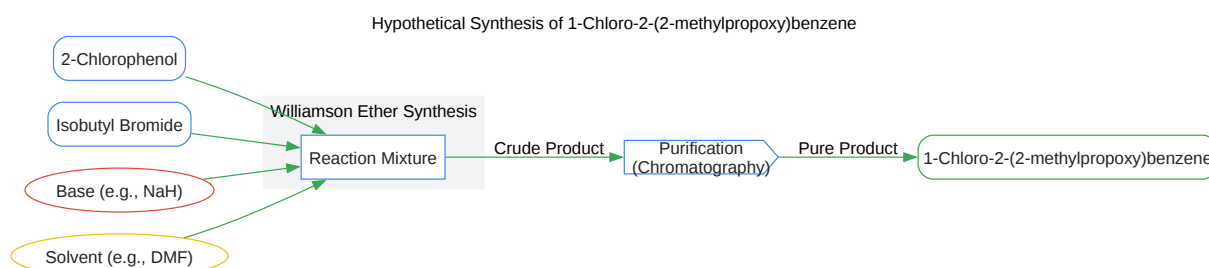 Hypothetical Synthesis of 1-Chloro-2-(2-methylpropoxy)benzene
2-Chlorophenol
Isobutyl Bromide
Base (e.g., NaH)
Solvent (e.g., DMF)
Williamson Ether Synthesis
Reaction Mixture
Crude Product
Purification
(Chromatography)
Pure Product
1-Chloro-2-(2-methylpropoxy)benzene